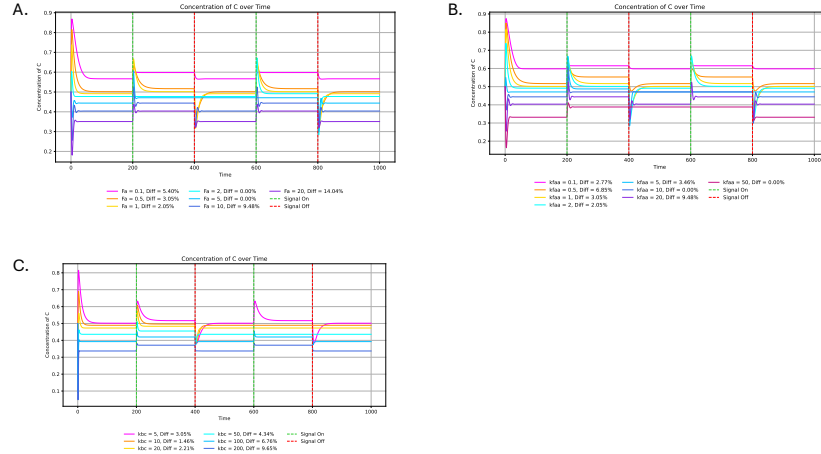 A.
Concentration of C over Time
Concentration of C
0.9
0.8
0.7
0.6
0.5
0.4
0.3
0.2
0 200 400 600 800 1000
Time
Fa = 0.1, Diff = 5.40% Fa = 2, Diff = 0.00% Fa = 20, Diff = 14.04%
Fa = 0.5, Diff = 3.05% Fa = 5, Diff = 0.00% Signal On
Fa = 1, Diff = 2.05% Fa = 10, Diff = 9.48% Signal Off
B.
Concentration of C over Time
Concentration of C
0.9
0.8
0.7
0.6
0.5
0.4
0.3
0.2
0 200 400 600 800 1000
Time
kfaa = 0.1, Diff = 2.77% kfaa = 5, Diff = 3.46% kfaa = 50, Diff = 0.00%
kfaa = 0.5, Diff = 6.85% kfaa = 10, Diff = 0.00% Signal On
kfaa = 1, Diff = 3.05% kfaa = 20, Diff = 9.48% Signal Off
kfaa = 2, Diff = 2.05%
C.
Concentration of C over Time
Concentration of C
0.8
0.7
0.6
0.5
0.4
0.3
0.2
0.1
0 200 400 600 800 1000
Time
kbc = 5, Diff = 3.05% kbc = 50, Diff = 4.34% Signal On
kbc = 10, Diff = 1.46% kbc = 100, Diff = 6.76% Signal Off
kbc = 20, Diff = 2.21% kbc = 200, Diff = 9.65%